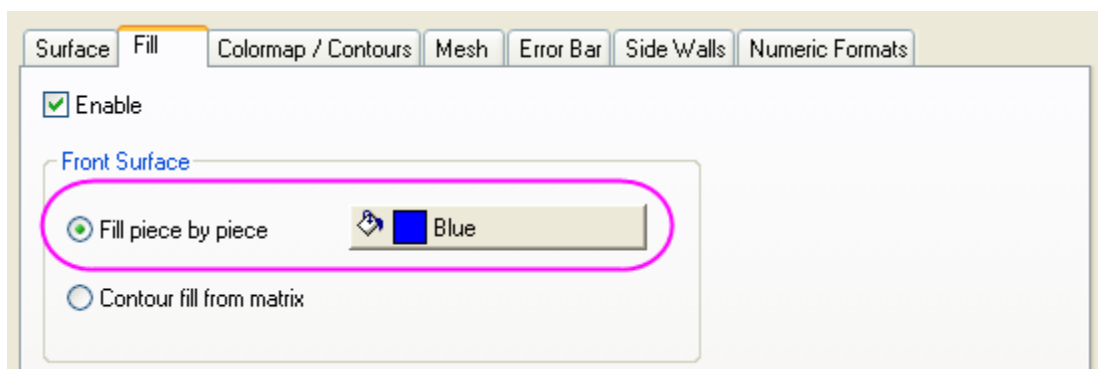 Surface Fill Colormap / Contours Mesh Error Bar Side Walls Numeric Formats
Enable
Front Surface
Fill piece by piece Blue
Contour fill from matrix